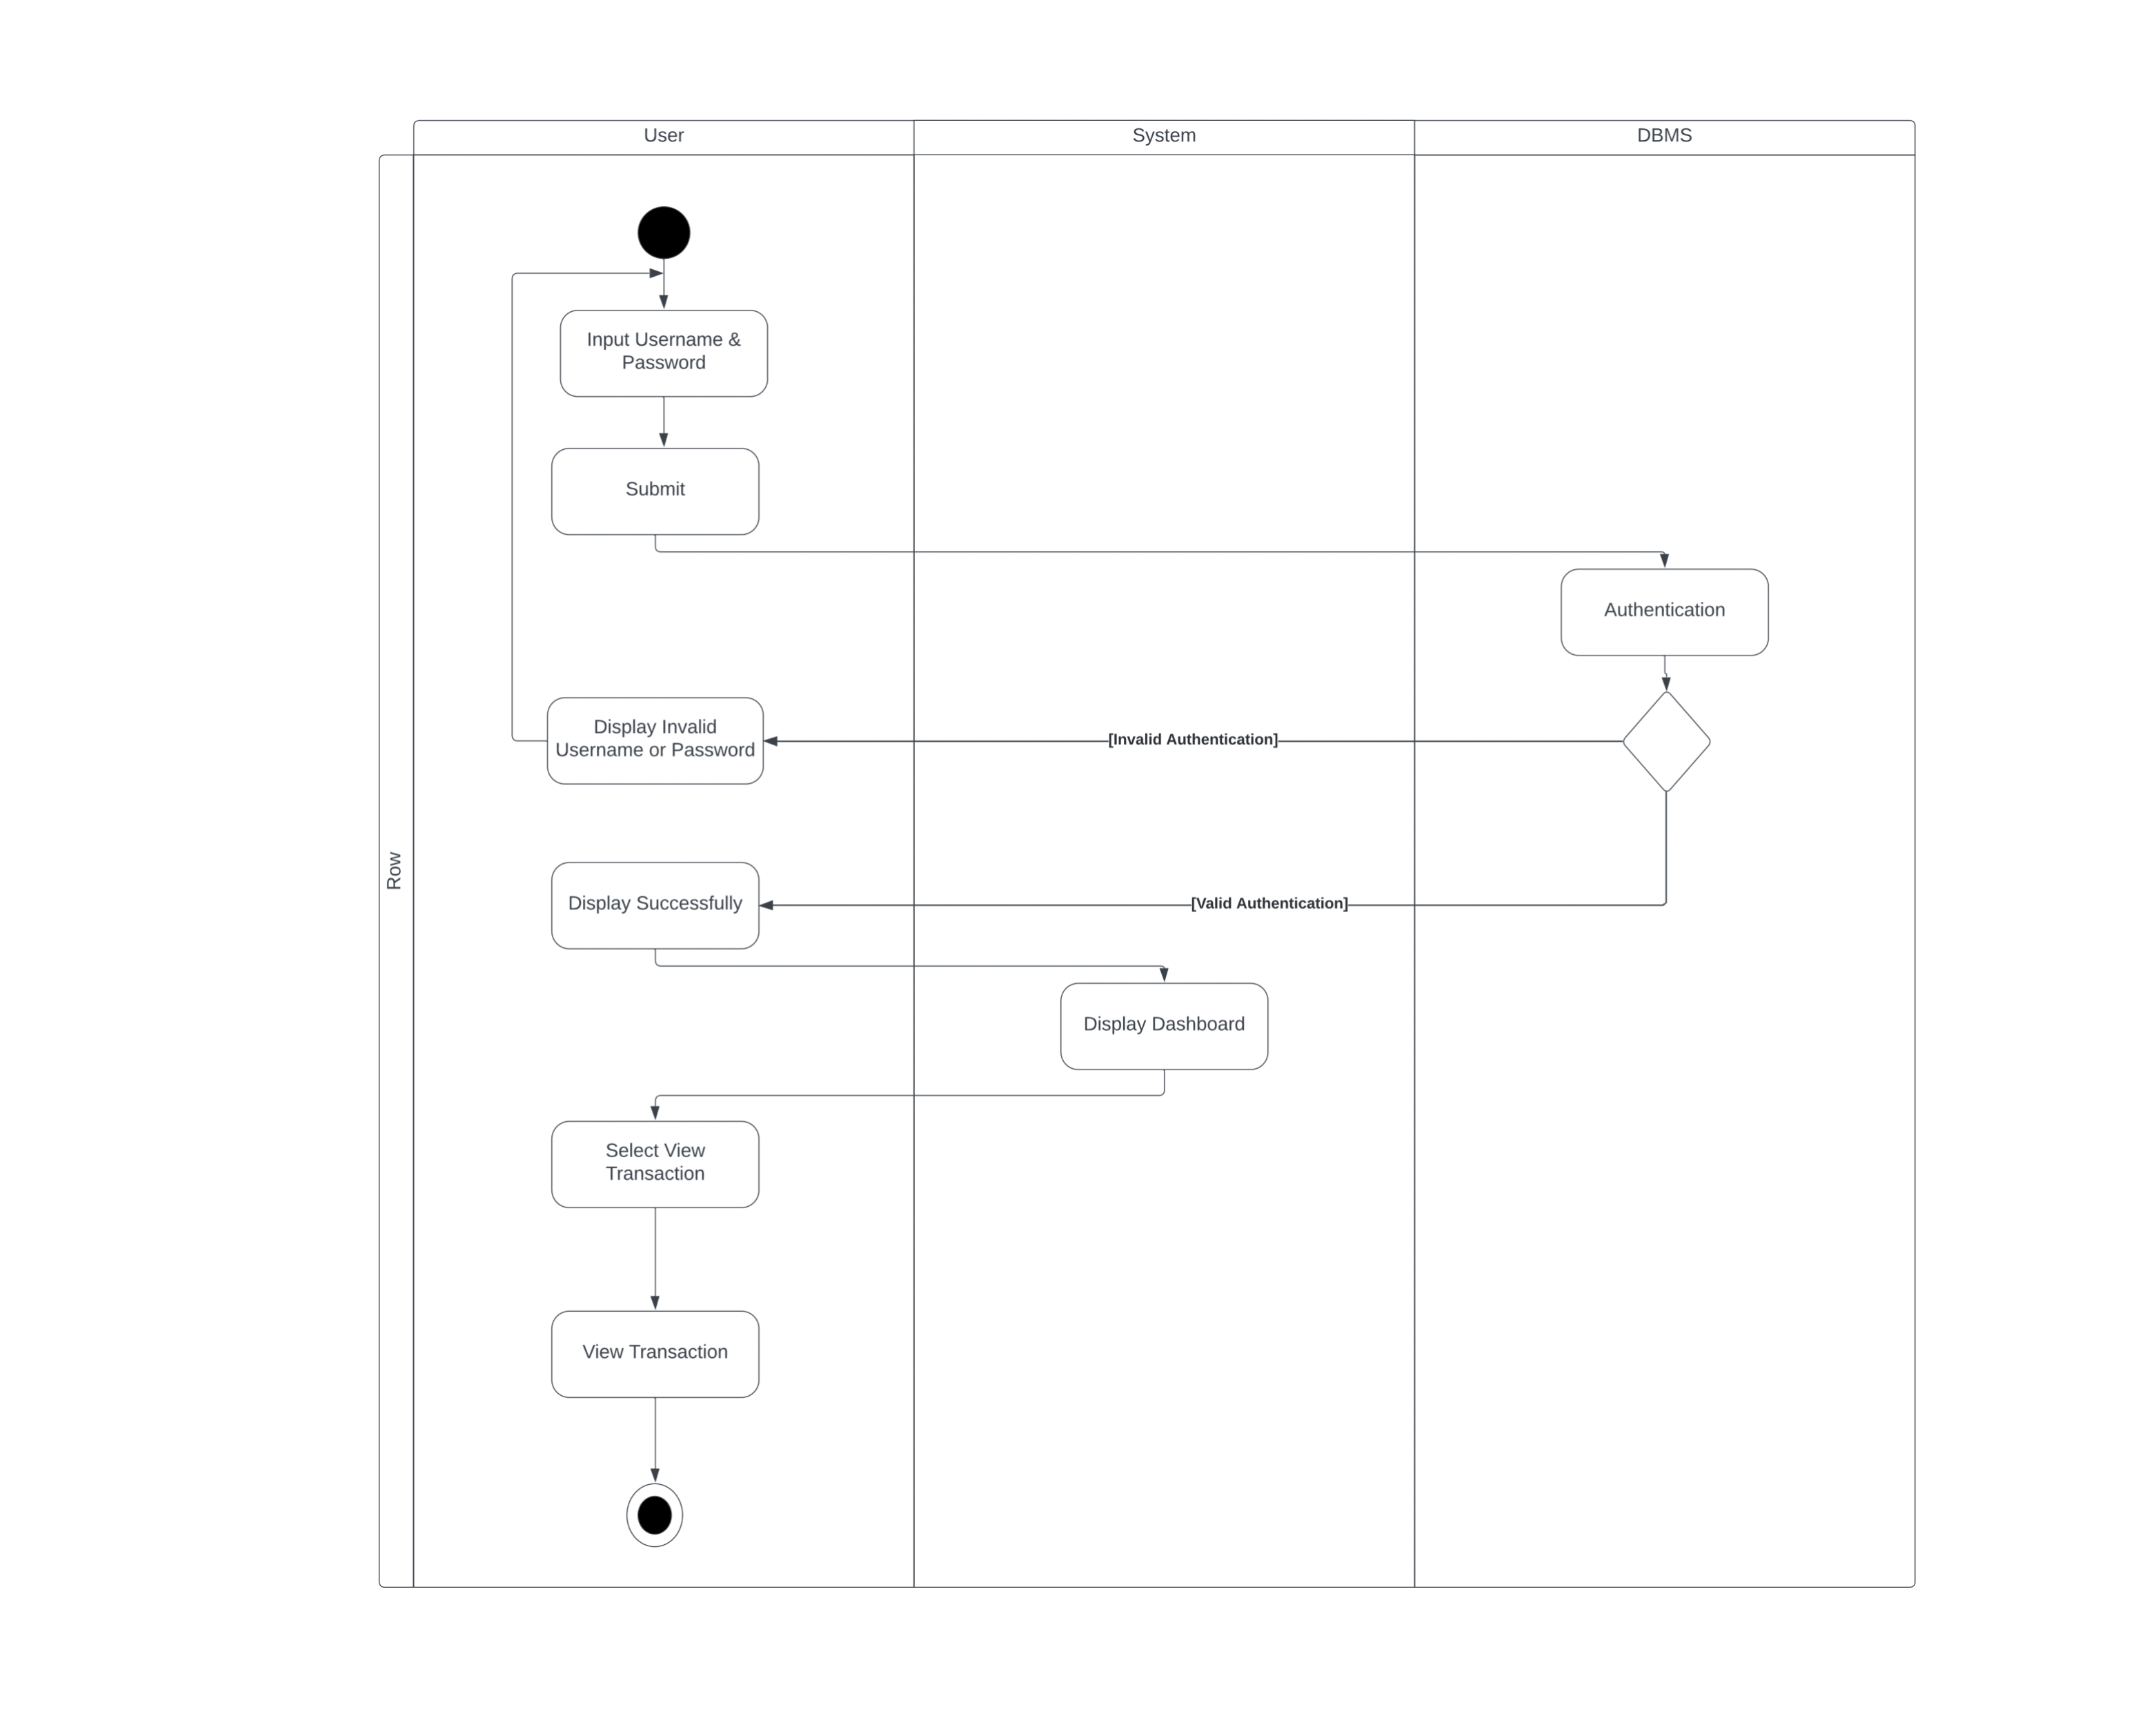 User
System
DBMS
Row
Input Username &
Password
Submit
Authentication
Display Invalid
Username or Password
[Invalid Authentication]
Display Successfully
[Valid Authentication]
Display Dashboard
Select View
Transaction
View Transaction